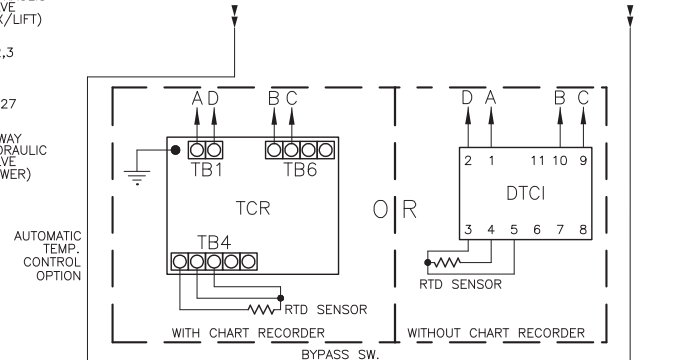 VE
X/LIFT)
,3
27
WAY
DRAULIC
VE
WER)
AUTOMATIC
TEMP.
CONTROL
OPTION
A D
B C
TB1
TB6
TCR
TB4
RTD SENSOR
WITH CHART RECORDER
OR
D A
B C
2 1 11 10 9
DTCI
3 4 5 6 7 8
RTD SENSOR
WITHOUT CHART RECORDER
BYPASS SW.